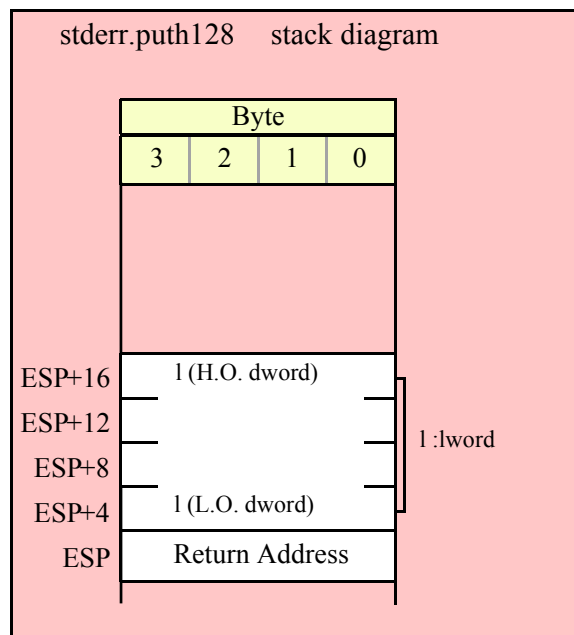 stderr.puth128 stack diagram
Byte
3 2 1 0
ESP+16 l (H.O. dword)
ESP+12
l :lword
ESP+8
ESP+4 l (L.O. dword)
ESP Return Address